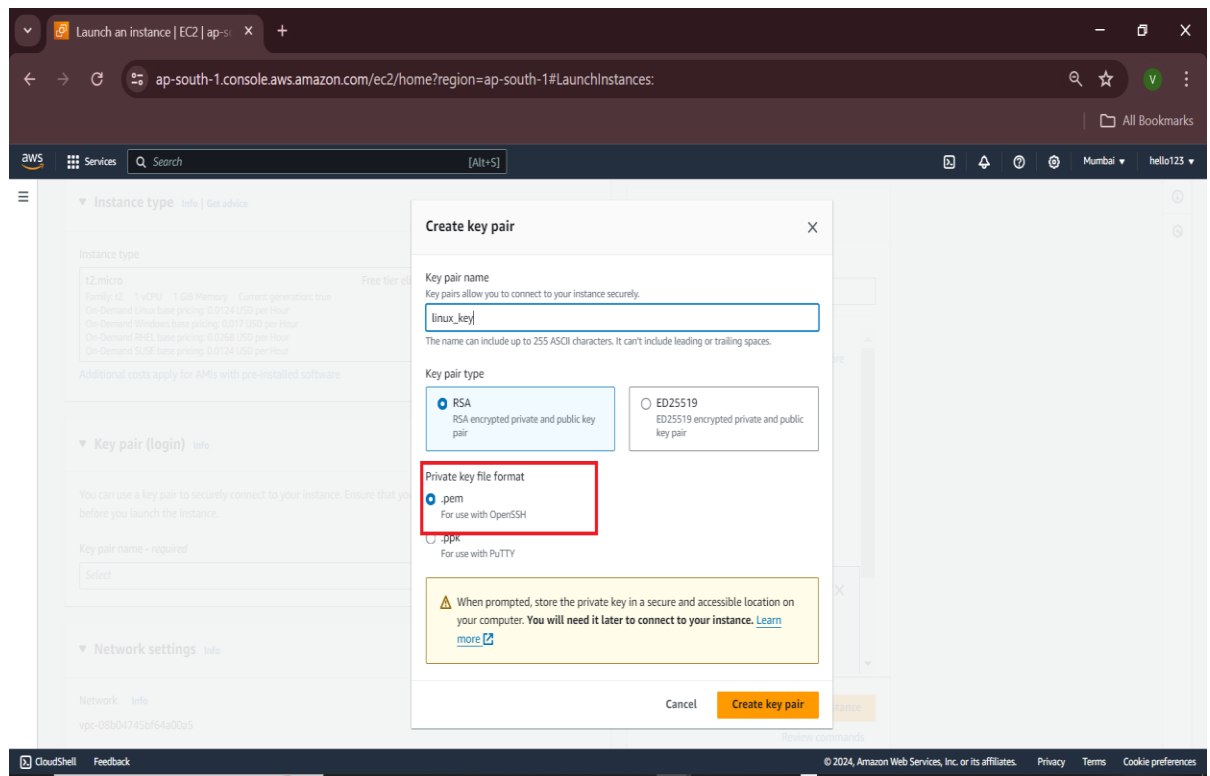 Launch an instance | EC2 | ap-s
ap-south-1.console.aws.amazon.com/ec2/home?region=ap-south-1#LaunchInstances:
V
All Bookmarks
aws
Services
Search
[Alt+S]
Mumbai
hello123
Instance type Info | Get advice
Instance type
t2.micro
Free tier eli
Family: t2 1 vCPU 1 GiB Memory Current generation: true
On-Demand Linux base pricing: 0.0124 USD per Hour
On-Demand Windows base pricing: 0.017 USD per Hour
On-Demand RHEL base pricing: 0.0268 USD per Hour
On-Demand SUSE base pricing: 0.0124 USD per Hour
Additional costs apply for AMIs with pre-installed software
Key pair (login) Info
You can use a key pair to securely connect to your instance. Ensure that you
before you launch the instance.
Key pair name - required
Select
Network settings Info
Network Info
vpc-08b04745bf64a00a5
Create key pair
Key pair name
Key pairs allow you to connect to your instance securely.
linux_key
The name can include up to 255 ASCII characters. It can't include leading or trailing spaces.
Key pair type
RSA
RSA encrypted private and public key
pair
ED25519
ED25519 encrypted private and public
key pair
Private key file format
.pem
For use with OpenSSH
.ppk
For use with PuTTY
When prompted, store the private key in a secure and accessible location on
your computer. You will need it later to connect to your instance. Learn
more
Cancel
Create key pair
Review commands
CloudShell
Feedback
© 2024, Amazon Web Services, Inc. or its affiliates.
Privacy
Terms
Cookie preferences